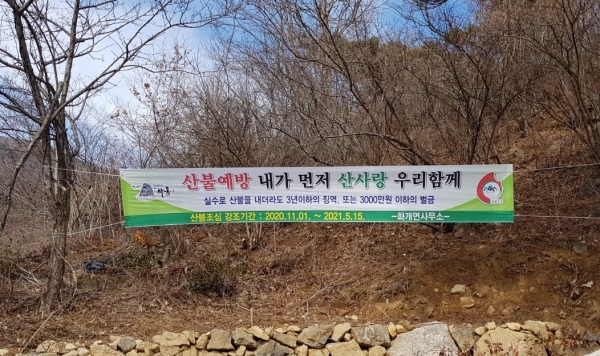 산불예방 내가 먼저 산사랑 우리함께
실수로 산불을 내더라도 3년이하의 징역, 또는 3000만원 이하의 벌금
산불조심 강조기간 : 2020.11.01. ~ 2021.5.15. -화개면사무소-